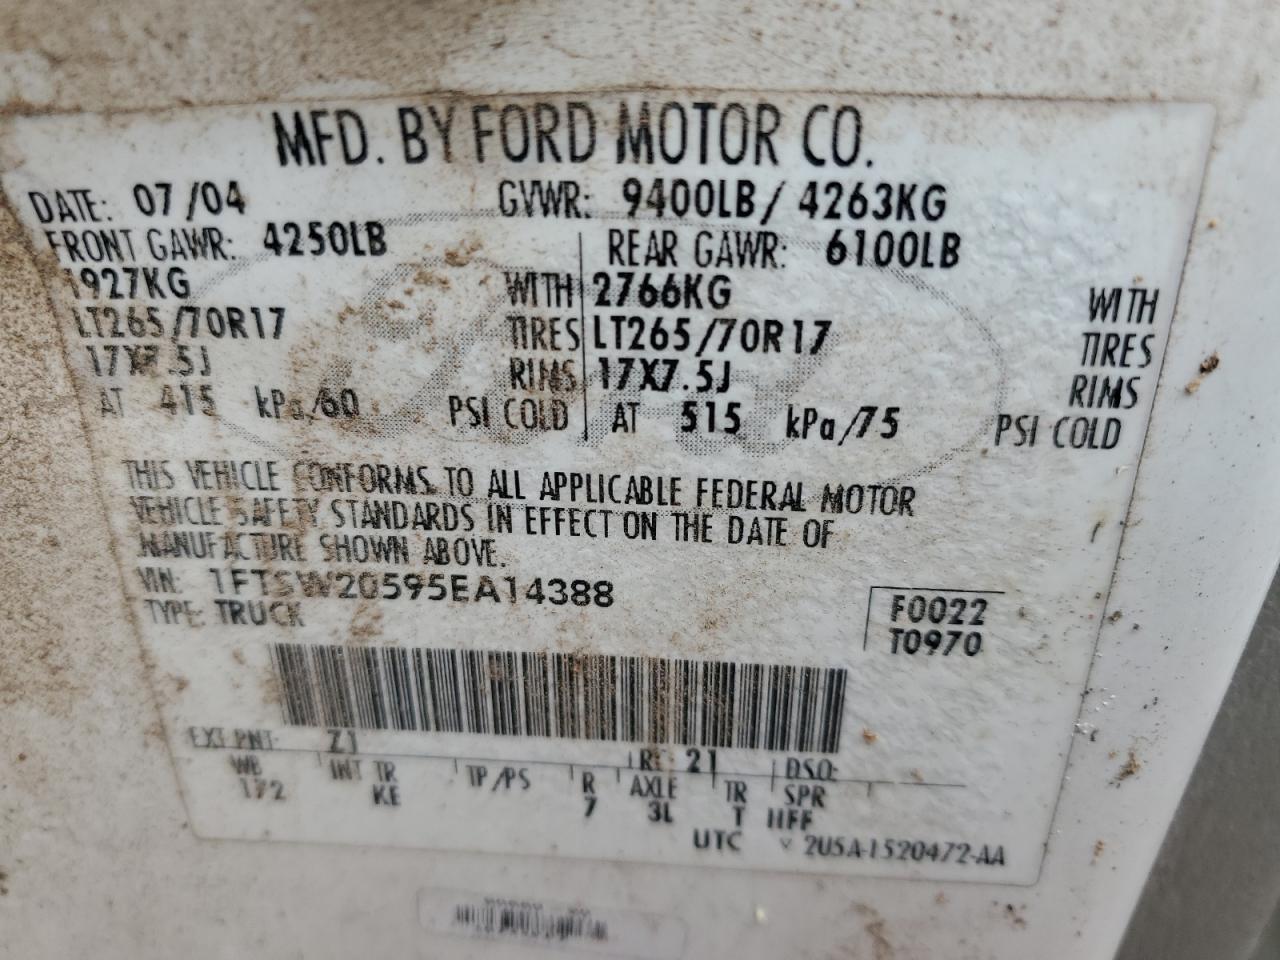 MFD. BY FORD MOTOR CO.
DATE: 07/04 GVWR: 9400LB / 4263KG
FRONT GAWR: 4250LB REAR GAWR: 6100LB
1927KG WITH 2766KG WITH
LT265/70R17 TIRES LT265/70R17 TIRES
17X7.5J RIMS 17X7.5J RIMS
AT 415 kPa/60 PSI COLD AT 515 kPa/75 PSI COLD
THIS VEHICLE CONFORMS TO ALL APPLICABLE FEDERAL MOTOR
VEHICLE SAFETY STANDARDS IN EFFECT ON THE DATE OF
MANUFACTURE SHOWN ABOVE.
VIN: 1FTSW20595EA14388
TYPE: TRUCK
F0022
T0970
EXT PNT: Z1 RC: 21 DSO:
WB INT TR TP/PS R AXLE TR SPR
172 KE 7 3L T HFF
UTC 2U5A-1520472-AA